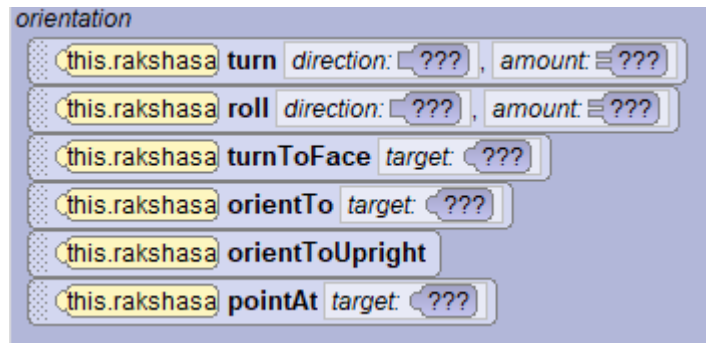 orientation
this.rakshasa turn direction: ??? , amount: ???
this.rakshasa roll direction: ??? , amount: ???
this.rakshasa turnToFace target: ???
this.rakshasa orientTo target: ???
this.rakshasa orientToUpright
this.rakshasa pointAt target: ???